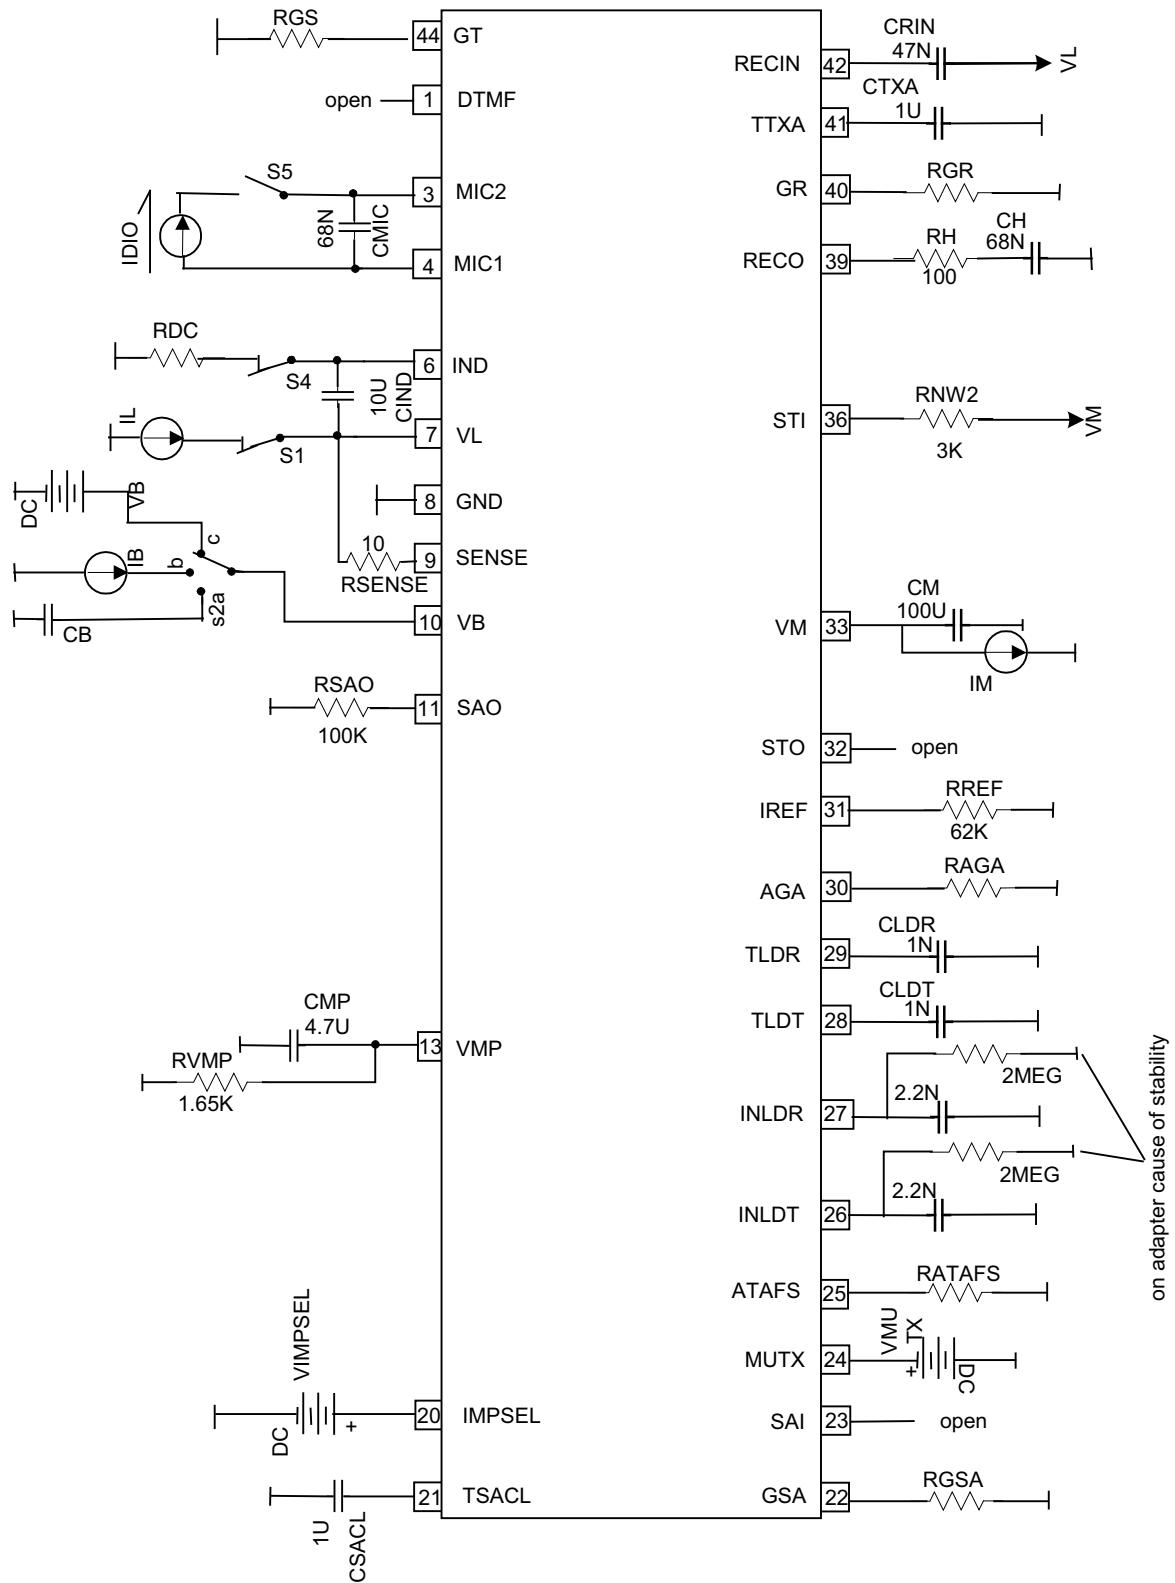 RGS
44 GT
open 1 DTMF
S5
3 MIC2
68N
CMIC
IDIO
4 MIC1
RDC
S4
6 IND
10U
CIND
IL
S1
7 VL
DC
VB
8 GND
c
IB
b
10
RSENSE
9 SENSE
s2a
CB
10 VB
RSAO
100K
11 SAO
CMP
4.7U
13 VMP
RVMP
1.65K
VIMPSEL
DC
+
20 IMPSEL
1U
CSACL
21 TSACL
RECIN 42
CRIN
47N
VL
TTXA 41
CTXA
1U
GR 40
RGR
RECO 39
RH
100
CH
68N
STI 36
RNW2
3K
VM
VM 33
CM
100U
IM
STO 32 open
IREF 31
RREF
62K
AGA 30
RAGA
TLDR 29
CLDR
1N
TLDT 28
CLDT
1N
2MEG
INLDR 27
2.2N
2MEG
INLDT 26
2.2N
on adapter cause of stability
ATAFS 25
RATAFS
MUTX 24
VMU
TX
+
DC
SAI 23 open
GSA 22
RGSA